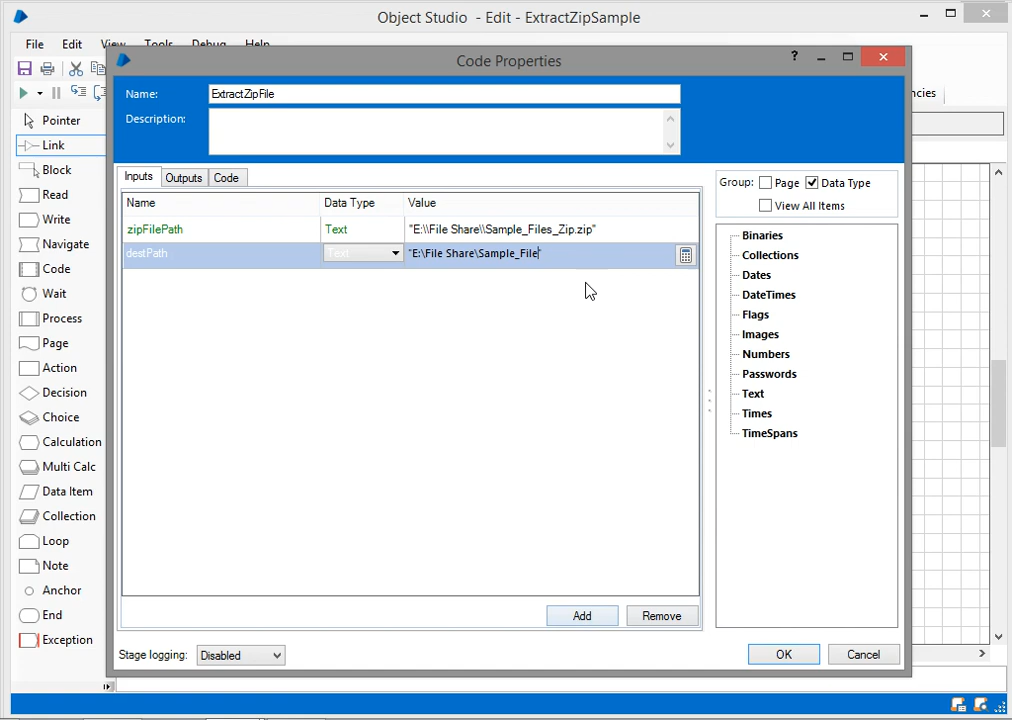 Object Studio - Edit - ExtractZipSample
File Edit View Tools Debug Help
Code Properties
?
Name: ExtractZipFile
Description:
ncies
Inputs Outputs Code
Name Data Type Value
zipFilePath Text "E:\\File Share\\Sample_Files_Zip.zip"
destPath Text "E:\File Share\Sample_File"
Group: Page Data Type
View All Items
Binaries
Collections
Dates
DateTimes
Flags
Images
Numbers
Passwords
Text
Times
TimeSpans
Pointer
Link
Block
Read
Write
Navigate
Code
Wait
Process
Page
Action
Decision
Choice
Calculation
Multi Calc
Data Item
Collection
Loop
Note
Anchor
End
Exception
Add Remove
Stage logging: Disabled
OK Cancel